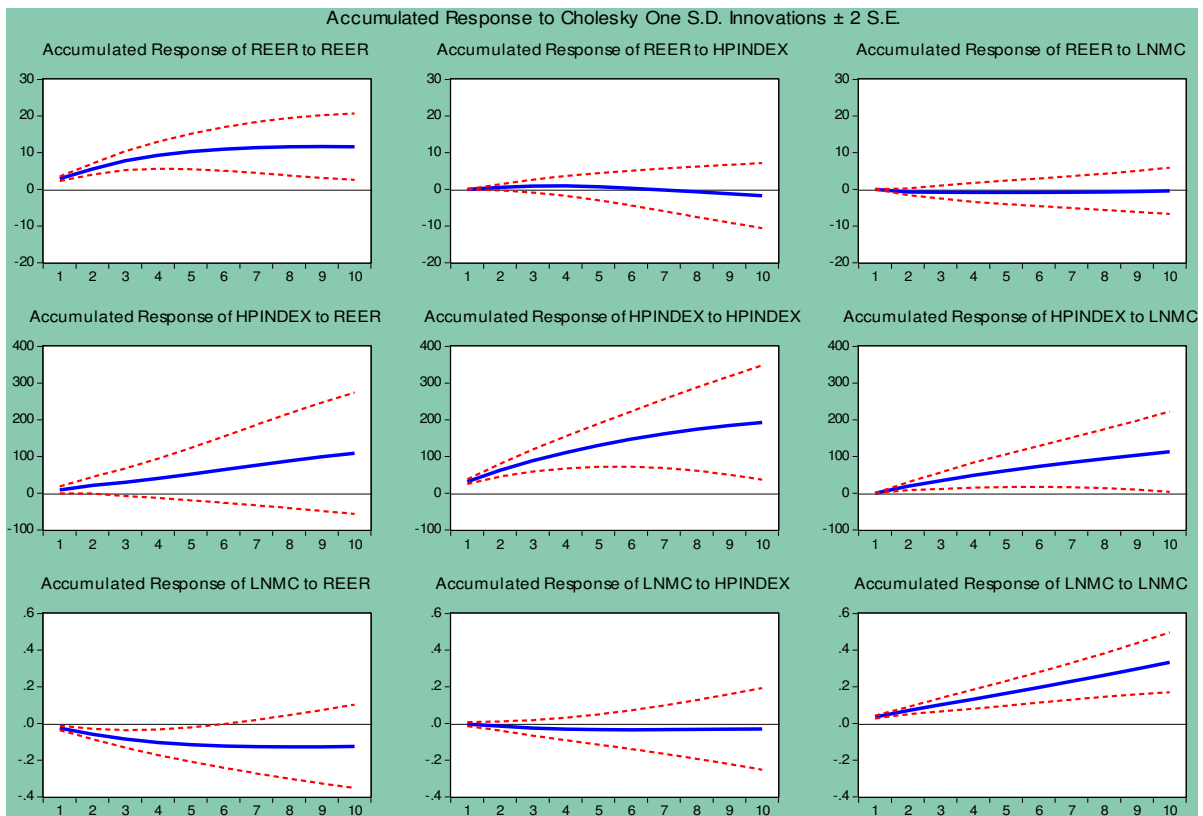 Accumulated Response to Cholesky One S.D. Innovations ± 2 S.E.
Accumulated Response of REER to REER
30
20
10
0
-10
-20
1 2 3 4 5 6 7 8 9 10
Accumulated Response of REER to HPINDEX
30
20
10
0
-10
-20
1 2 3 4 5 6 7 8 9 10
Accumulated Response of REER to LNMC
30
20
10
0
-10
-20
1 2 3 4 5 6 7 8 9 10
Accumulated Response of HPINDEX to REER
400
300
200
100
0
-100
1 2 3 4 5 6 7 8 9 10
Accumulated Response of HPINDEX to HPINDEX
400
300
200
100
0
-100
1 2 3 4 5 6 7 8 9 10
Accumulated Response of HPINDEX to LNMC
400
300
200
100
0
-100
1 2 3 4 5 6 7 8 9 10
Accumulated Response of LNMC to REER
.6
.4
.2
.0
-.2
-.4
1 2 3 4 5 6 7 8 9 10
Accumulated Response of LNMC to HPINDEX
.6
.4
.2
.0
-.2
-.4
1 2 3 4 5 6 7 8 9 10
Accumulated Response of LNMC to LNMC
.6
.4
.2
.0
-.2
-.4
1 2 3 4 5 6 7 8 9 10